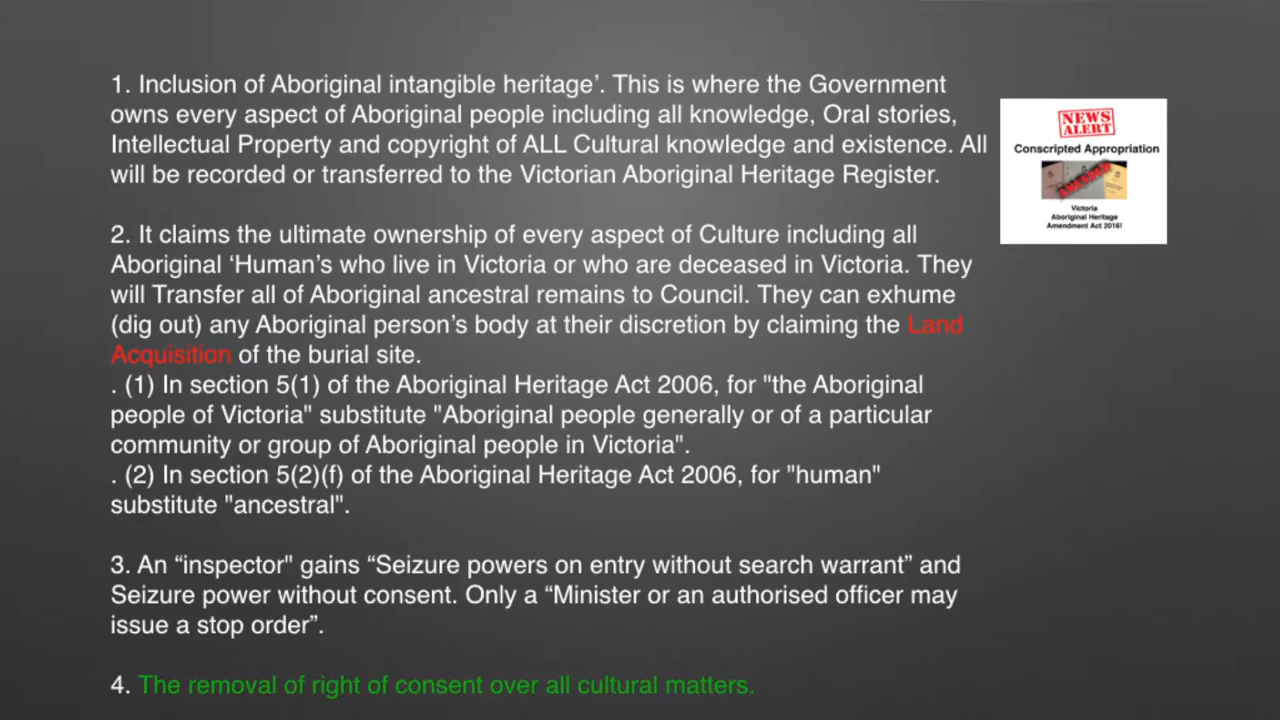 1. Inclusion of Aboriginal intangible heritage’. This is where the Government
owns every aspect of Aboriginal people including all knowledge, Oral stories,
Intellectual Property and copyright of ALL Cultural knowledge and existence. All
will be recorded or transferred to the Victorian Aboriginal Heritage Register.
2. It claims the ultimate ownership of every aspect of Culture including all
Aboriginal ‘Human’s who live in Victoria or who are deceased in Victoria. They
will Transfer all of Aboriginal ancestral remains to Council. They can exhume
(dig out) any Aboriginal person’s body at their discretion by claiming the Land
Acquisition of the burial site.
. (1) In section 5(1) of the Aboriginal Heritage Act 2006, for "the Aboriginal
people of Victoria" substitute "Aboriginal people generally or of a particular
community or group of Aboriginal people in Victoria".
. (2) In section 5(2)(f) of the Aboriginal Heritage Act 2006, for "human"
substitute "ancestral".
3. An “inspector" gains “Seizure powers on entry without search warrant” and
Seizure power without consent. Only a “Minister or an authorised officer may
issue a stop order”.
4. The removal of right of consent over all cultural matters.
NEWS
ALERT
Conscripted Appropriation
Victoria
Aboriginal Heritage
Amendment Act 2016!